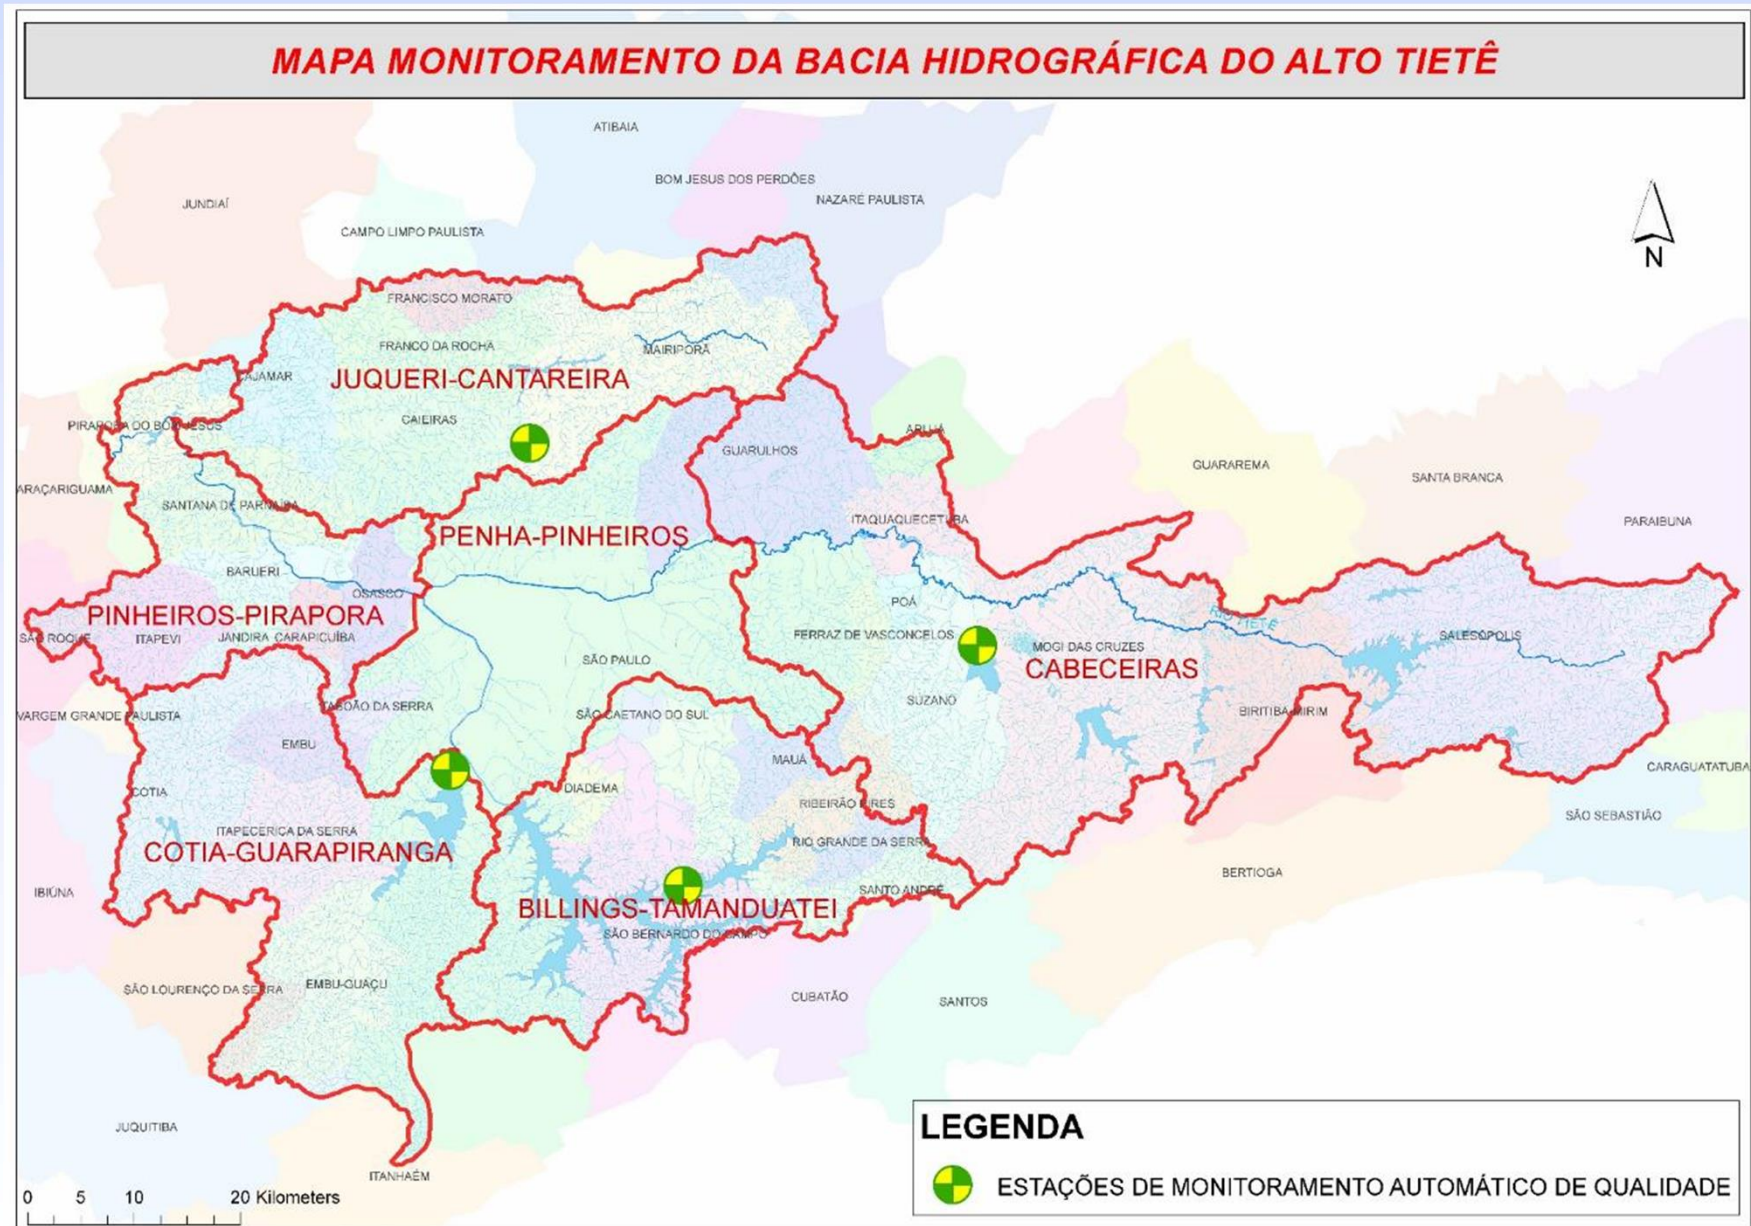 MAPA MONITORAMENTO DA BACIA HIDROGRÁFICA DO ALTO TIETÊ
ATIBAIA
BOM JESUS DOS PERDÕES
NAZARÉ PAULISTA
JUNDIAÍ
CAMPO LIMPO PAULISTA
N
FRANCISCO MORATO
FRANCO DA ROCHA
MAIRIPORÃ
CAJAMAR
JUQUERI-CANTAREIRA
CAIEIRAS
PIRAPORA DO BOM JESUS
ARUJÁ
GUARULHOS
GUARAREMA
SANTA BRANCA
ARAÇARIGUAMA
SANTANA DE PARNAÍBA
ITAQUAQUECETUBA
PARAIBUNA
PENHA-PINHEIROS
BARUERI
OSASCO
POÁ
PINHEIROS-PIRAPORA
RIO TIETÊ
SÃO ROQUE
ITAPEVI
JANDIRA
CARAPICUÍBA
FERRAZ DE VASCONCELOS
MOGI DAS CRUZES
SALESÓPOLIS
SÃO PAULO
CABECEIRAS
VARGEM GRANDE PAULISTA
TABOÃO DA SERRA
SÃO CAETANO DO SUL
SUZANO
BIRITIBA-MIRIM
EMBU
MAUÁ
CARAGUATATUBA
COTIA
DIADEMA
RIBEIRÃO PIRES
SÃO SEBASTIÃO
ITAPECERICA DA SERRA
RIO GRANDE DA SERRA
COTIA-GUARAPIRANGA
BERTIOGA
IBIÚNA
SANTO ANDRÉ
BILLINGS-TAMANDUATEI
SÃO BERNARDO DO CAMPO
SÃO LOURENÇO DA SERRA
EMBU-GUAÇU
CUBATÃO
SANTOS
JUQUITIBA
ITANHAÉM
LEGENDA
ESTAÇÕES DE MONITORAMENTO AUTOMÁTICO DE QUALIDADE
0 5 10 20 Kilometers